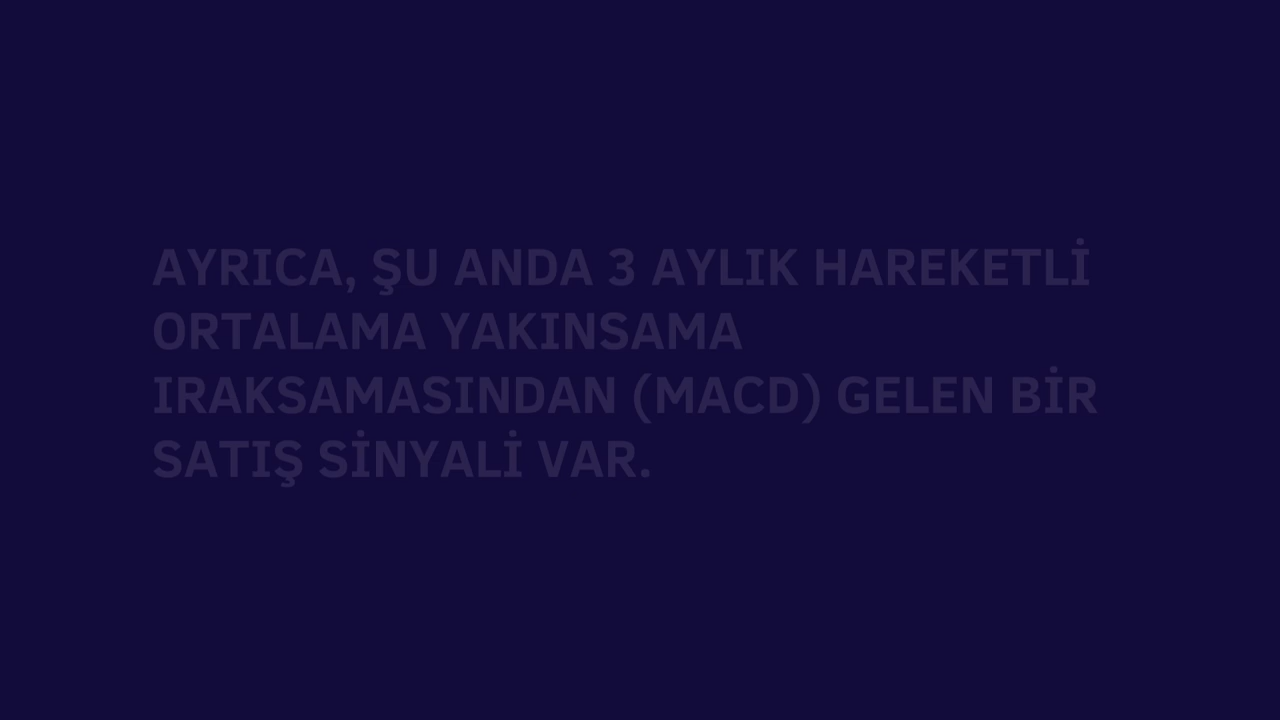 AYRICA, ŞU ANDA 3 AYLIK HAREKETLİ
ORTALAMA YAKINSAMA
IRAKSAMASINDAN (MACD) GELEN BİR
SATIŞ SİNYALİ VAR.